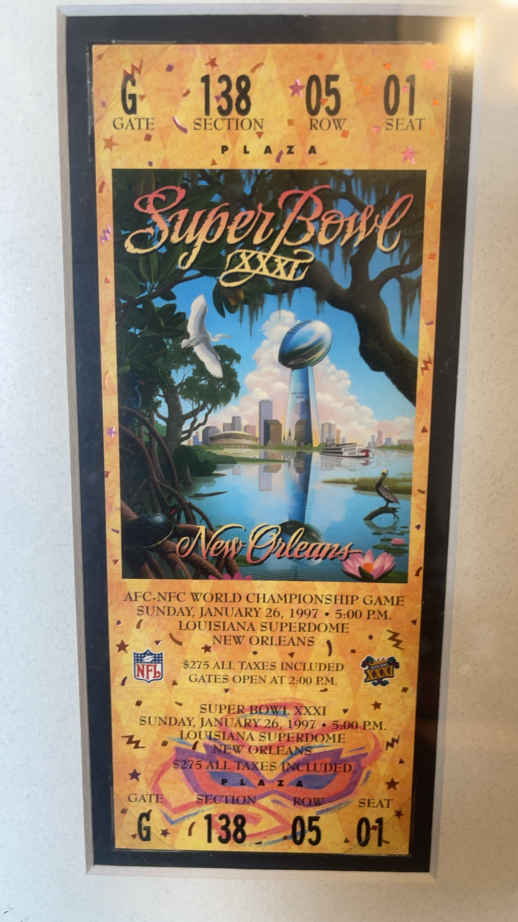 G 138 05 01
GATE SECTION ROW SEAT
PLAZA
Super Bowl
XXXI
New Orleans
AFC-NFC WORLD CHAMPIONSHIP GAME
SUNDAY, JANUARY 26, 1997 • 5:00 P.M.
LOUISIANA SUPERDOME
NEW ORLEANS
NFL
$275 ALL TAXES INCLUDED
GATES OPEN AT 2:00 P.M.
XXXI
SUPER BOWL XXXI
SUNDAY, JANUARY 26, 1997 • 5:00 P.M.
LOUISIANA SUPERDOME
NEW ORLEANS
$275 ALL TAXES INCLUDED
PLAZA
GATE SECTION ROW SEAT
G 138 05 01